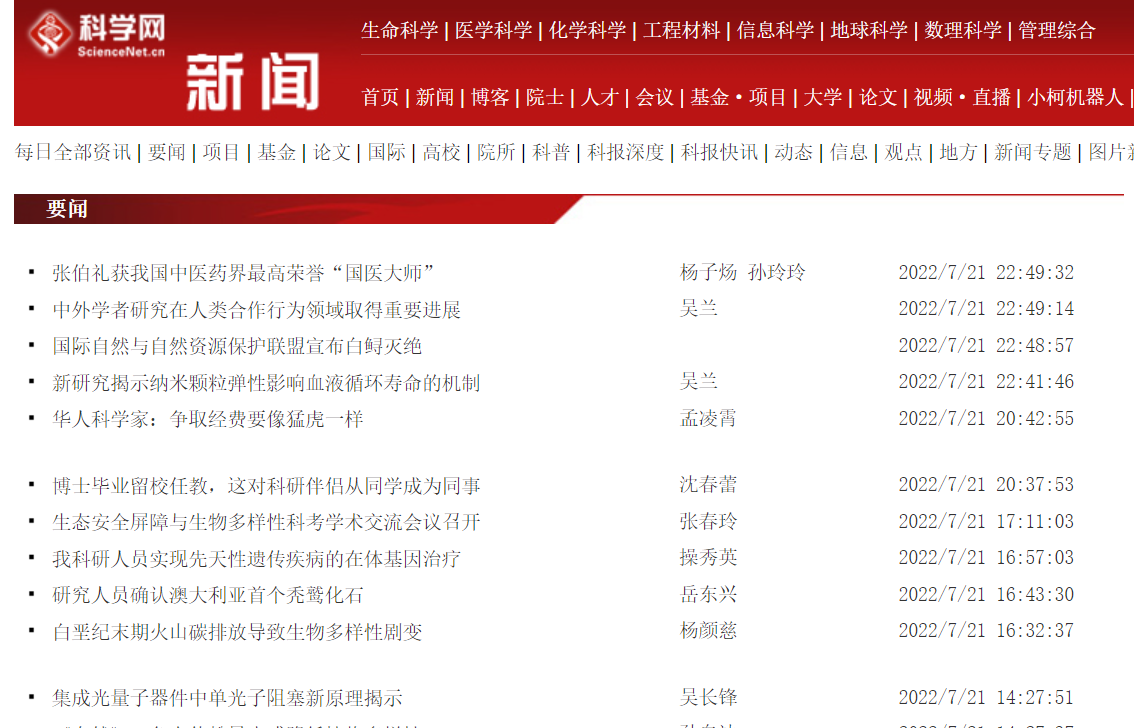 科学网
ScienceNet.cn
新闻
生命科学 | 医学科学 | 化学科学 | 工程材料 | 信息科学 | 地球科学 | 数理科学 | 管理综合
首页 | 新闻 | 博客 | 院士 | 人才 | 会议 | 基金·项目 | 大学 | 论文 | 视频·直播 | 小柯机器人 |
每日全部资讯 | 要闻 | 项目 | 基金 | 论文 | 国际 | 高校 | 院所 | 科普 | 科报深度 | 科报快讯 | 动态 | 信息 | 观点 | 地方 | 新闻专题 | 图片
要闻
▪ 张伯礼获我国中医药界最高荣誉“国医大师” 杨子炀 孙玲玲 2022/7/21 22:49:32
▪ 中外学者研究在人类合作行为领域取得重要进展 吴兰 2022/7/21 22:49:14
▪ 国际自然与自然资源保护联盟宣布白鲟灭绝 2022/7/21 22:48:57
▪ 新研究揭示纳米颗粒弹性影响血液循环寿命的机制 吴兰 2022/7/21 22:41:46
▪ 华人科学家：争取经费要像猛虎一样 孟凌霄 2022/7/21 20:42:55
▪ 博士毕业留校任教，这对科研伴侣从同学成为同事 沈春蕾 2022/7/21 20:37:53
▪ 生态安全屏障与生物多样性科考学术交流会议召开 张春玲 2022/7/21 17:11:03
▪ 我科研人员实现先天性遗传疾病的在体基因治疗 操秀英 2022/7/21 16:57:03
▪ 研究人员确认澳大利亚首个秃鹫化石 岳东兴 2022/7/21 16:43:30
▪ 白垩纪末期火山碳排放导致生物多样性剧变 杨颜慈 2022/7/21 16:32:37
▪ 集成光量子器件中单光子阻塞新原理揭示 吴长锋 2022/7/21 14:27:51